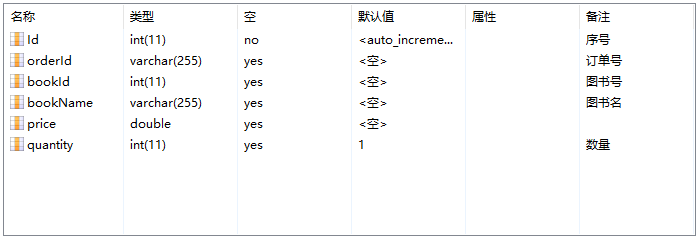 名称 类型 空 默认值 属性 备注
Id int(11) no <auto_increme... 序号
orderId varchar(255) yes <空> 订单号
bookId int(11) yes <空> 图书号
bookName varchar(255) yes <空> 图书名
price double yes <空>
quantity int(11) yes 1 数量